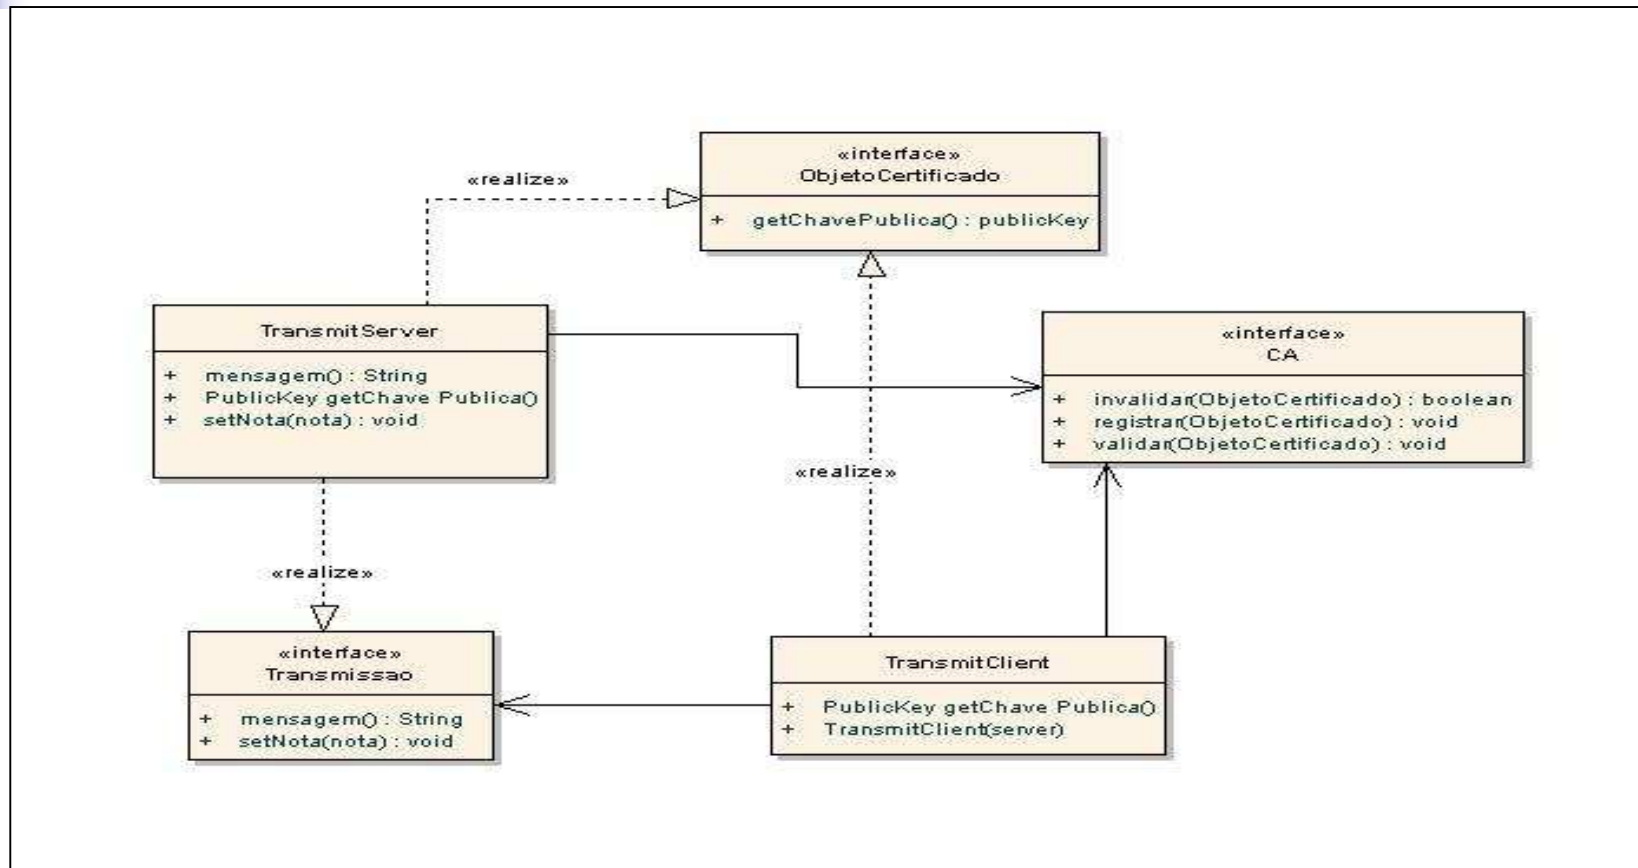 «interface»
ObjetoCertificado
+ getChavePublica() : publicKey
«realize»
TransmitServer
+ mensagem() : String
+ PublicKey getChave Publica()
+ setNota(nota) : void
«interface»
CA
+ invalidar(ObjetoCertificado) : boolean
+ registrar(ObjetoCertificado) : void
+ validar(ObjetoCertificado) : void
«realize»
«realize»
«interface»
Transmissao
+ mensagem() : String
+ setNota(nota) : void
TransmitClient
+ PublicKey getChave Publica()
+ TransmitClient(server)